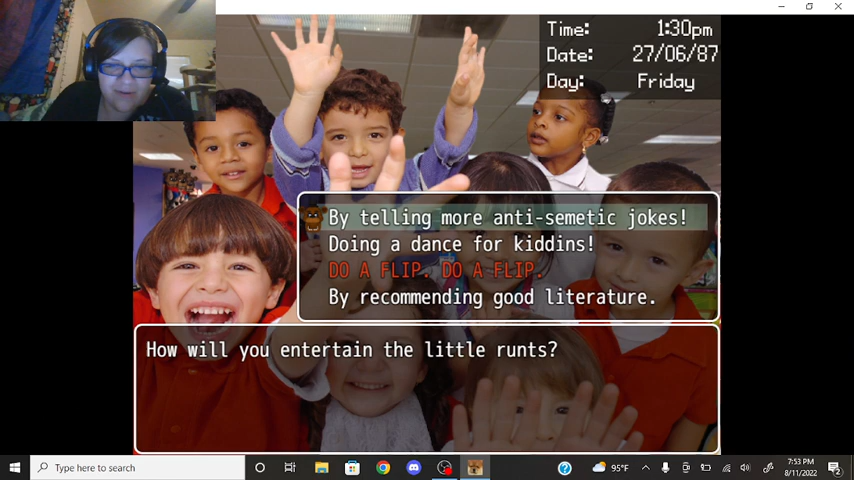 Time: 1:30pm
Date: 27/06/87
Day: Friday
By telling more anti-semetic jokes!
Doing a dance for kiddins!
DO A FLIP. DO A FLIP.
By recommending good literature.
How will you entertain the little runts?
Type here to search
95°F
7:53 PM
8/11/2022
2